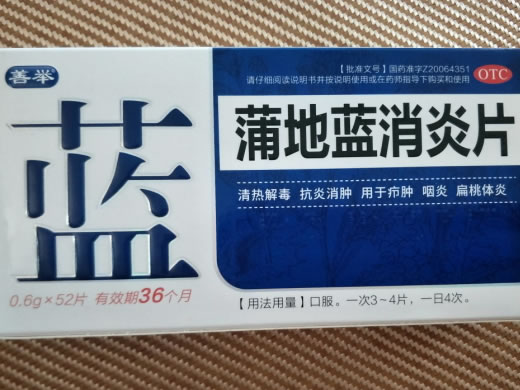 善举
【批准文号】国药准字Z20064351
请仔细阅读说明书并按说明使用或在药师指导下购买和使用
OTC
蓝
蒲地蓝消炎片
清热解毒 抗炎消肿 用于疖肿 咽炎 扁桃体炎
0.6g×52片 有效期36个月
【用法用量】口服。一次3~4片，一日4次。